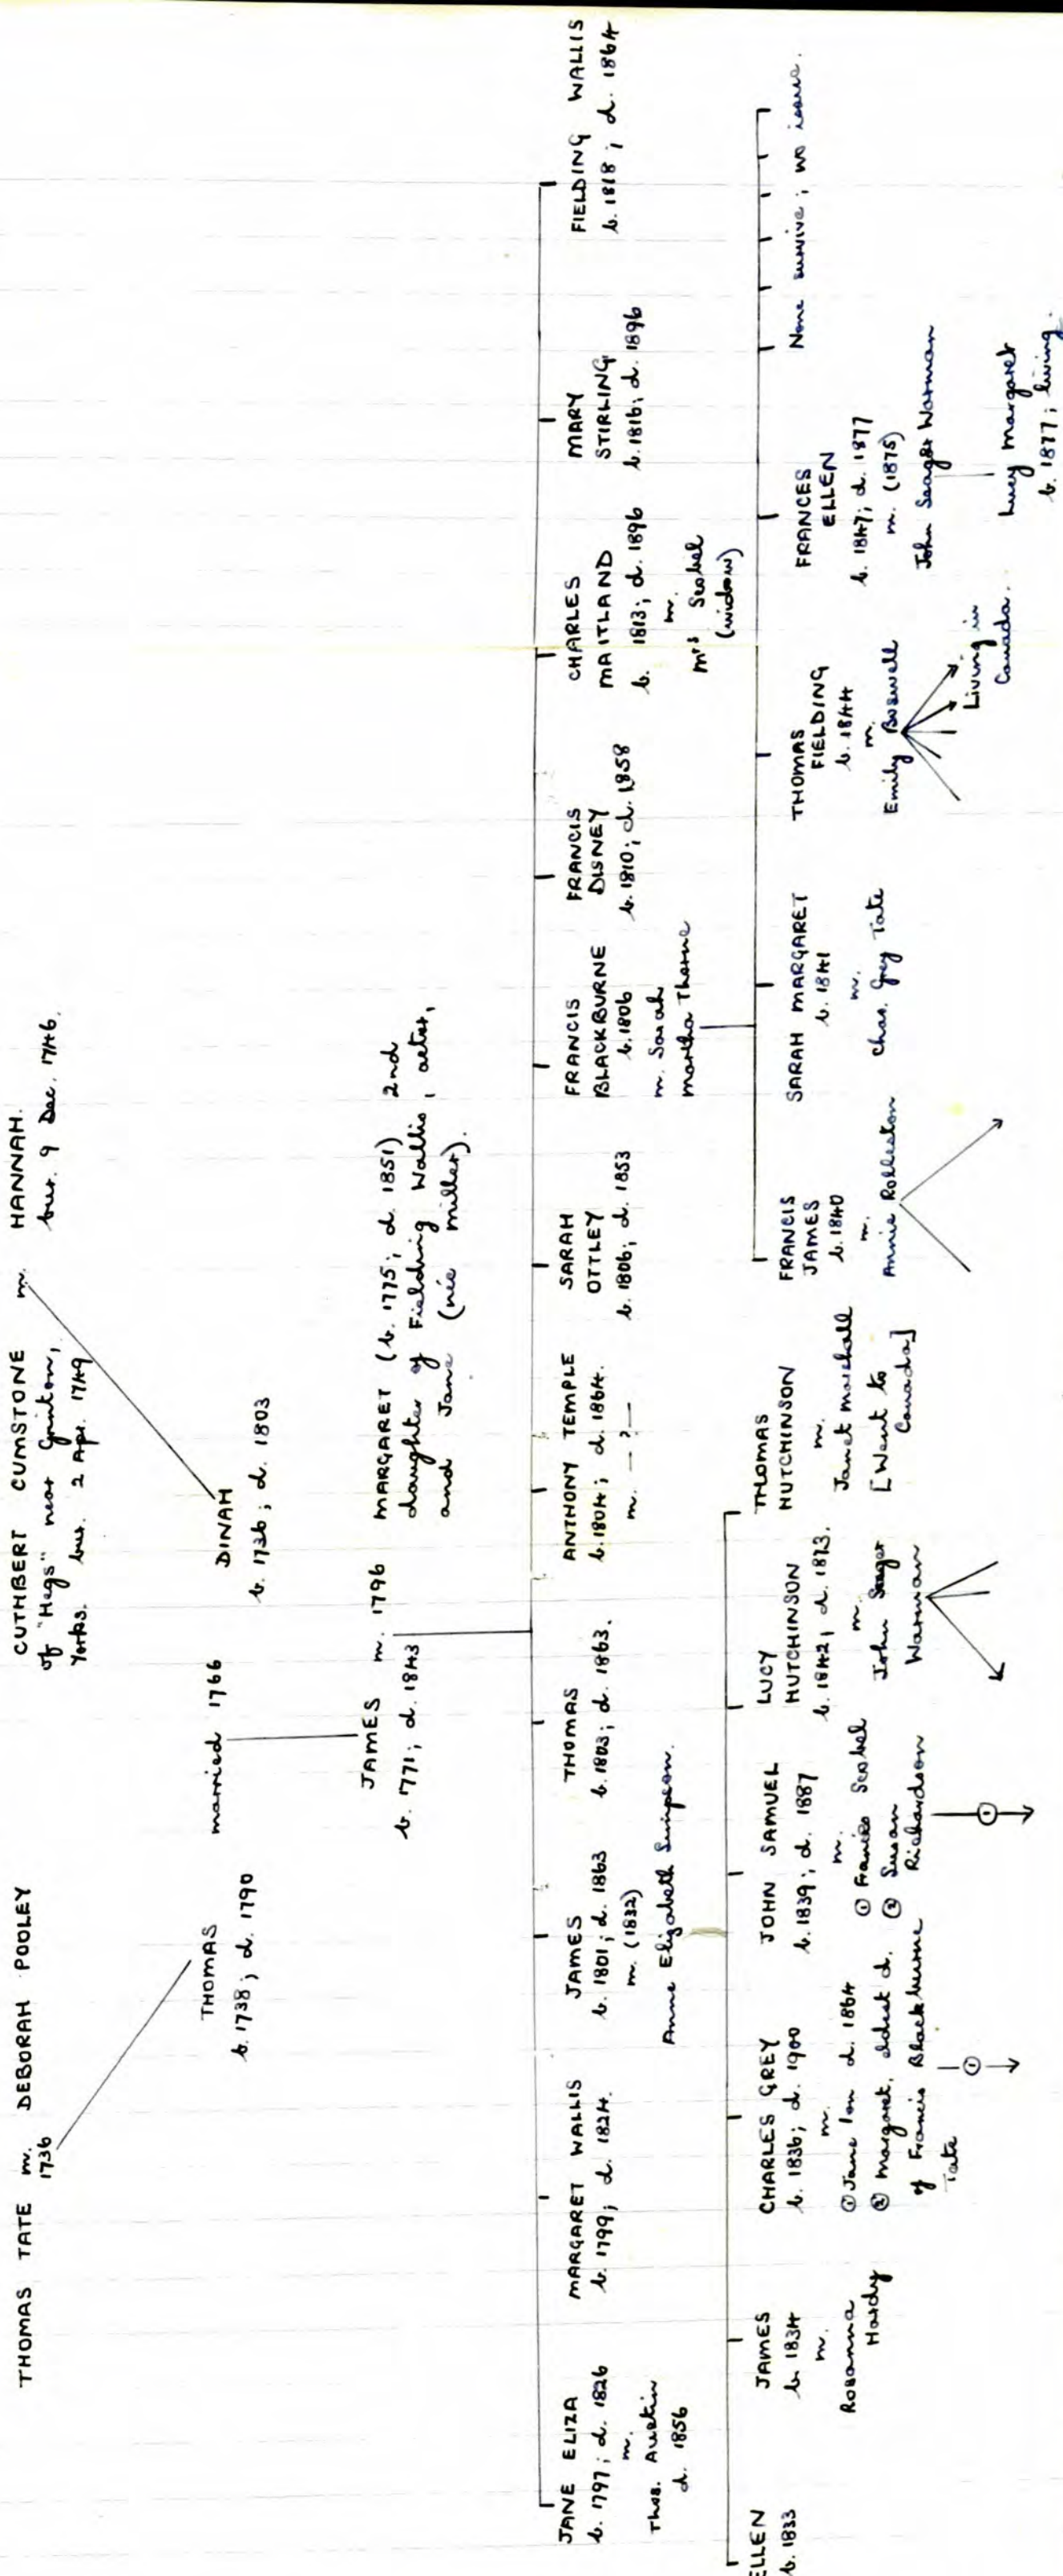 THOMAS TATE m. DEBORAH POOLEY
1736
CUTHBERT CUMSTONE m. HANNAH.
of "Hegs" near Grinton,
Yorks. bur. 2 Apr. 1749
bur. 9 Dec. 1746.
THOMAS
b. 1738; d. 1790
married 1766
DINAH
b. 1736; d. 1803
JAMES m. 1796
b. 1771; d. 1843
MARGARET (b. 1775; d. 1851) 2nd
daughter of Fielding Wallis, actor,
and Jane (née Miller).
JANE ELIZA
b. 1797; d. 1826
m.
Thos. Austin
d. 1856
MARGARET WALLIS
b. 1799; d. 1824.
JAMES
b. 1801; d. 1863
m. (1832)
Anne Elizabeth Simpson.
THOMAS
b. 1803; d. 1863.
ANTHONY TEMPLE
b. 1804; d. 1864.
m. — ? —
SARAH
OTTLEY
b. 1806; d. 1853
FRANCIS
BLACKBURNE
b. 1806
m. Sarah
Martha Thorne
FRANCIS
DISNEY
b. 1810; d. 1858
CHARLES
MAITLAND
b. 1813; d. 1896
m.
Mrs Scobel
(widow)
MARY
STIRLING
b. 1816; d. 1896
FIELDING WALLIS
b. 1818; d. 1864
ELLEN
b. 1833
JAMES
b. 1834
m.
Rosanna
Hardy
CHARLES GREY
b. 1836; d. 1900
m.
① Jane Ion d. 1864
② Margaret, eldest d.
of Francis Blackburne
Tate
①
JOHN SAMUEL
b. 1839; d. 1887
m.
① Frances Scobel
② Susan
Richardson
①
LUCY
HUTCHINSON
b. 1842; d. 1873.
m.
John Seager
Warman
THOMAS
HUTCHINSON
m.
Janet Marshall
[Went to
Canada]
FRANCIS
JAMES
b. 1840
m.
Annie Rolleston
SARAH MARGARET
b. 1841
m.
Chas. Grey Tate
THOMAS
FIELDING
b. 1844
m.
Emily Boswell
Living in
Canada.
FRANCES
ELLEN
b. 1847; d. 1877
m. (1875)
John Seager Warman
Lucy Margaret
b. 1877; living.
None survive; no issue.